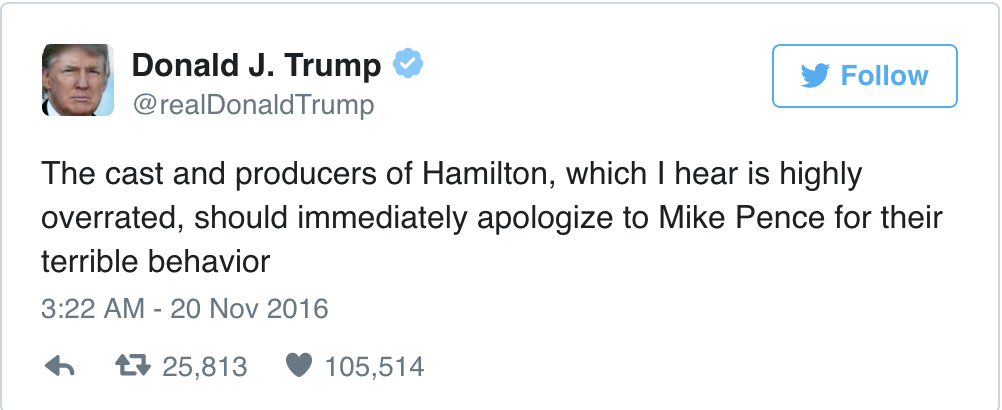 Donald J. Trump
@realDonaldTrump
Follow
The cast and producers of Hamilton, which I hear is highly
overrated, should immediately apologize to Mike Pence for their
terrible behavior
3:22 AM - 20 Nov 2016
25,813 105,514